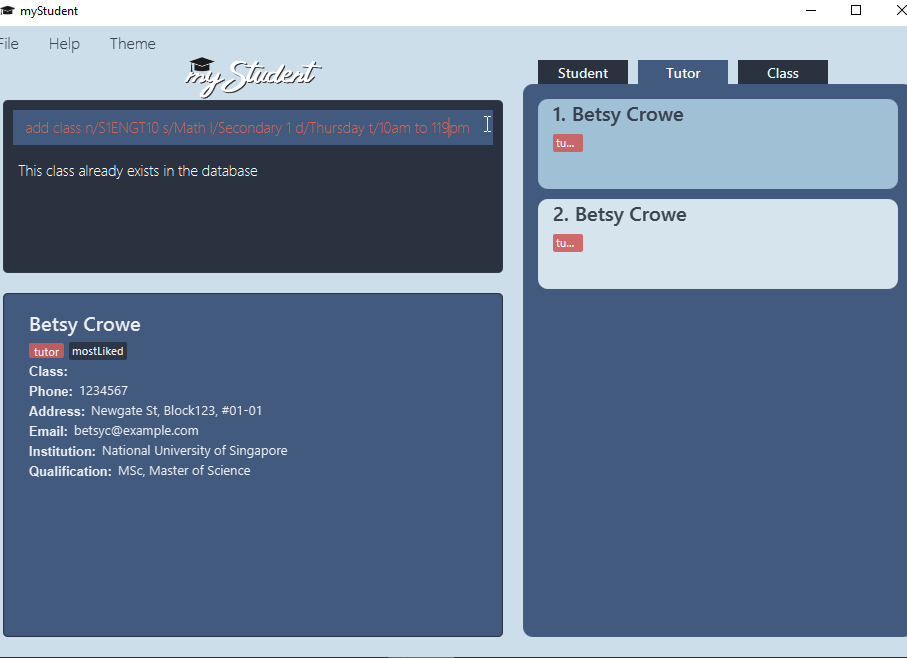 myStudent
File Help Theme
myStudent
Student Tutor Class
add class n/S1ENGT10 s/Math l/Secondary 1 d/Thursday t/10am to 119pm
This class already exists in the database
1. Betsy Crowe
tu...
2. Betsy Crowe
tu...
Betsy Crowe
tutor mostLiked
Class:
Phone: 1234567
Address: Newgate St, Block123, #01-01
Email: betsyc@example.com
Institution: National University of Singapore
Qualification: MSc, Master of Science